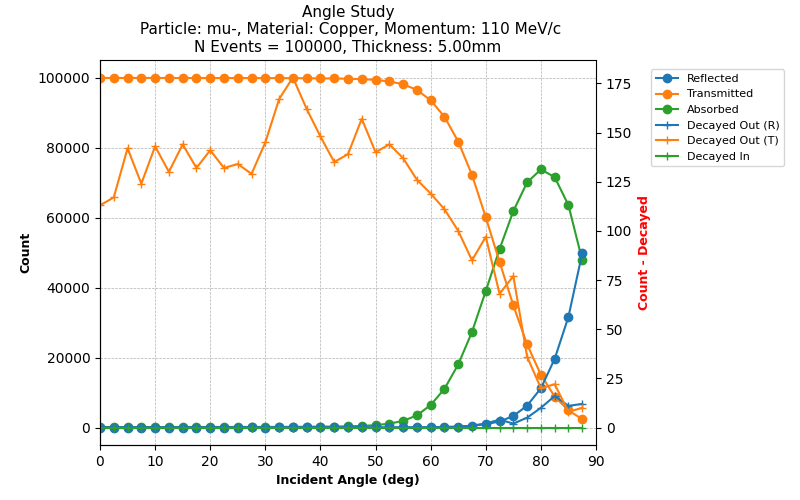 Angle Study
Particle: mu-, Material: Copper, Momentum: 110 MeV/c
N Events = 100000, Thickness: 5.00mm
100000
80000
60000
40000
20000
0
Count
0 10 20 30 40 50 60 70 80 90
Incident Angle (deg)
175
150
125
100
75
50
25
0
Count - Decayed
Reflected
Transmitted
Absorbed
Decayed Out (R)
Decayed Out (T)
Decayed In